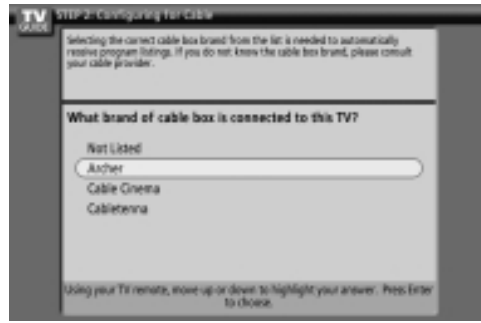 TV
GUIDE
STEP 2: Configuring for Cable
Selecting the correct cable box brand from the list is needed to automatically
receive program listings. If you do not know the cable box brand, please consult
your cable provider.
What brand of cable box is connected to this TV?
Not Listed
Archer
Cable Cinema
Cabletenna
Using your TV remote, move up or down to highlight your answer. Press Enter
to choose.